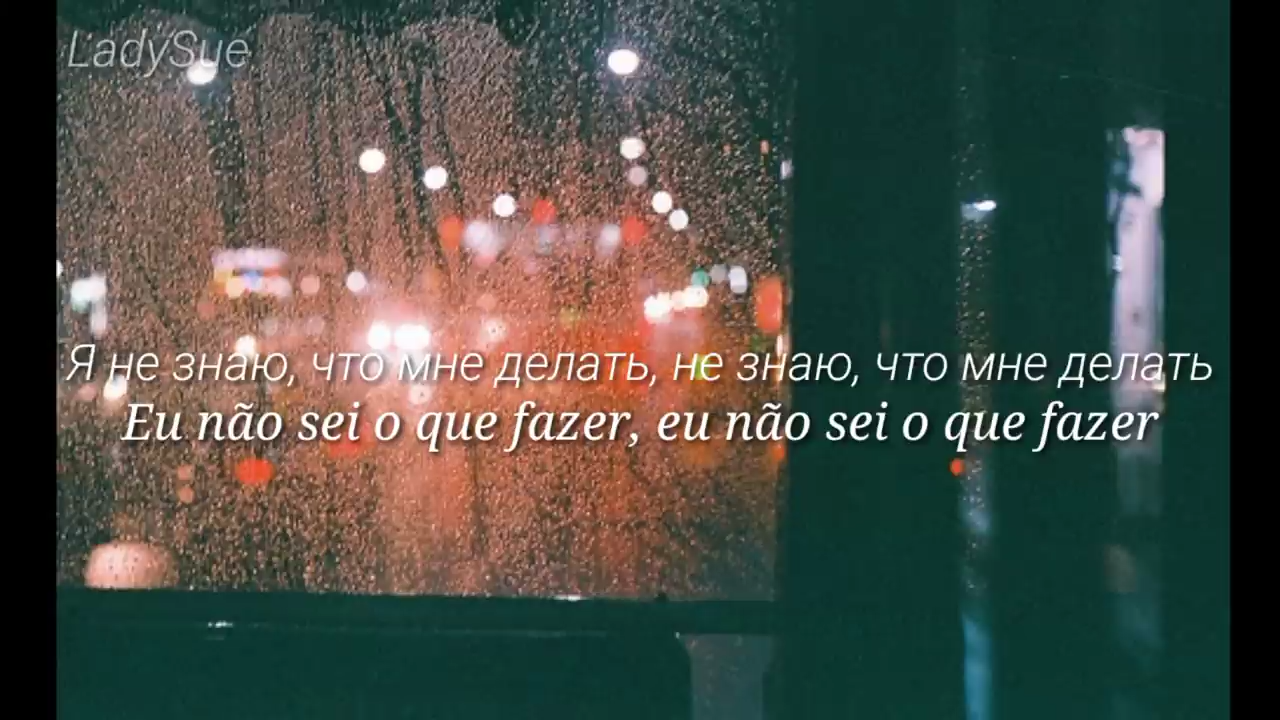 LadySue
Я не знаю, что мне делать, не знаю, что мне делать
Eu não sei o que fazer, eu não sei o que fazer